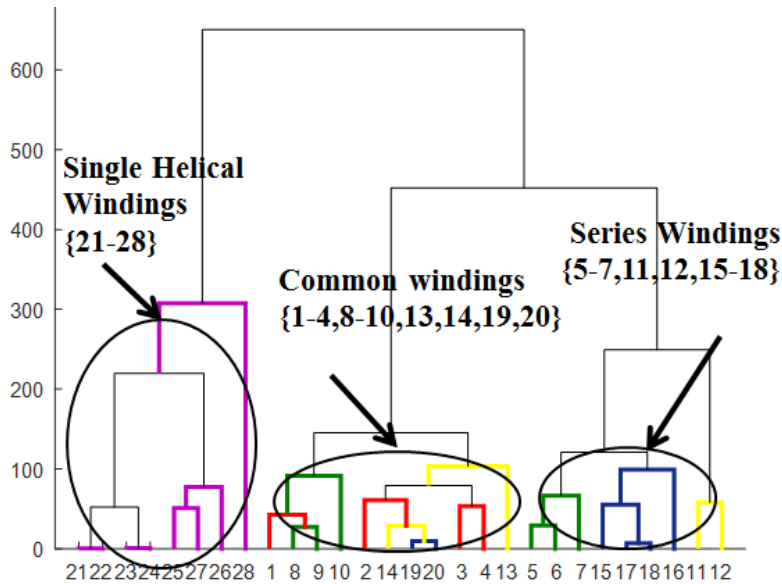 600
500
400
300
200
100
0
Single Helical
Windings
{21-28}
Common windings
{1-4,8-10,13,14,19,20}
Series Windings
{5-7,11,12,15-18}
21 22 23 24 25 27 26 28 1 8 9 10 2 14 19 20 3 4 13 5 6 7 15 17 18 16 11 12